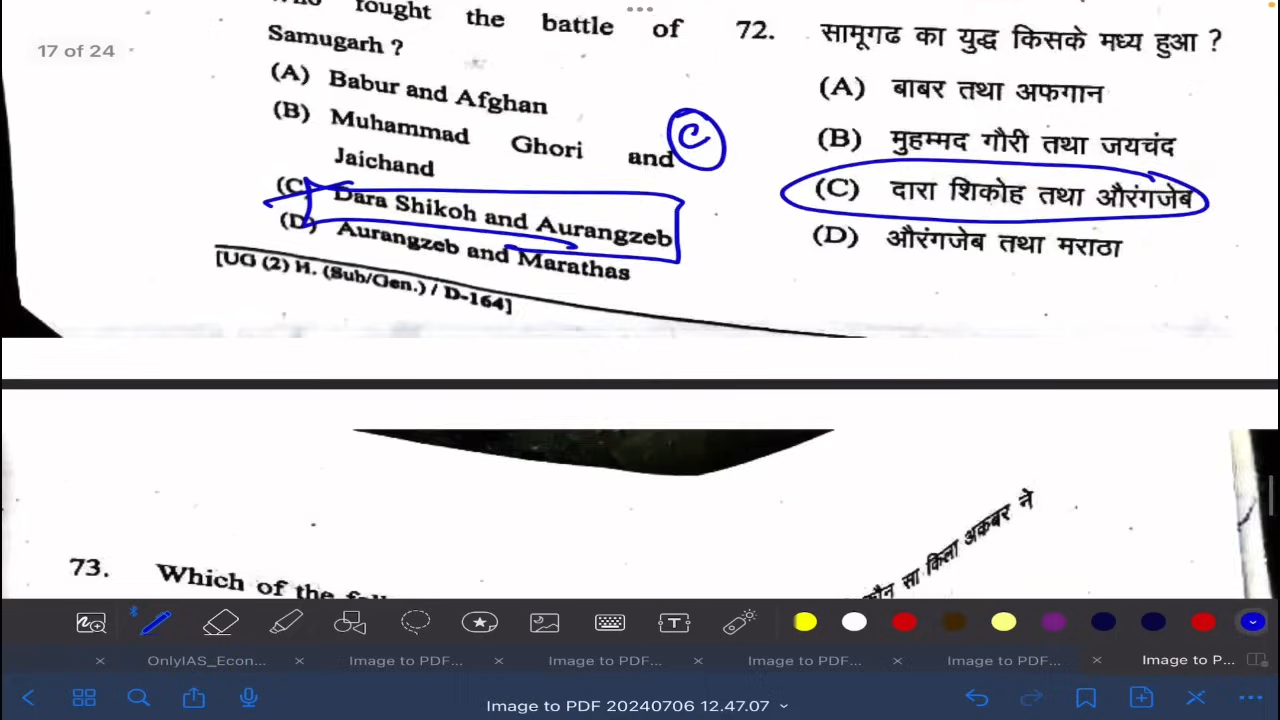 fought the battle of
Samugarh ?
(A) Babur and Afghan
(B) Muhammad Ghori and
Jaichand
(C) Dara Shikoh and Aurangzeb
(D) Aurangzeb and Marathas
[UG (2) H. (Sub/Gen.) / D-164]
C
72. सामूगढ का युद्ध किसके मध्य हुआ ?
(A) बाबर तथा अफगान
(B) मुहम्मद गौरी तथा जयचंद
(C) दारा शिकोह तथा औरंगजेब
(D) औरंगजेब तथा मराठा
17 of 24
73. Which of the
कौन सा किला अकबर ने
OnlyIAS_Econ...
Image to PDF...
Image to PDF...
Image to PDF...
Image to PDF...
Image to P...
Image to PDF 20240706 12.47.07